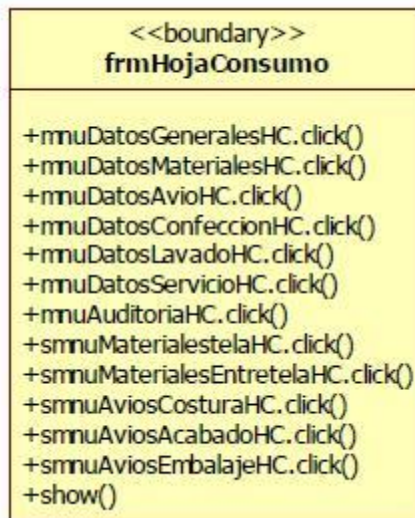 <<boundary>>
frmHojaConsumo
+mnuDatosGeneralesHC.click()
+mnuDatosMaterialesHC.click()
+mnuDatosAvioHC.click()
+mnuDatosConfeccionHC.click()
+mnuDatosLavadoHC.click()
+mnuDatosServicioHC.click()
+mnuAuditoriaHC.click()
+smnuMaterialestelaHC.click()
+smnuMaterialesEntretelaHC.click()
+smnuAviosCosturaHC.click()
+smnuAviosAcabadoHC.click()
+smnuAviosEmbalajeHC.click()
+show()